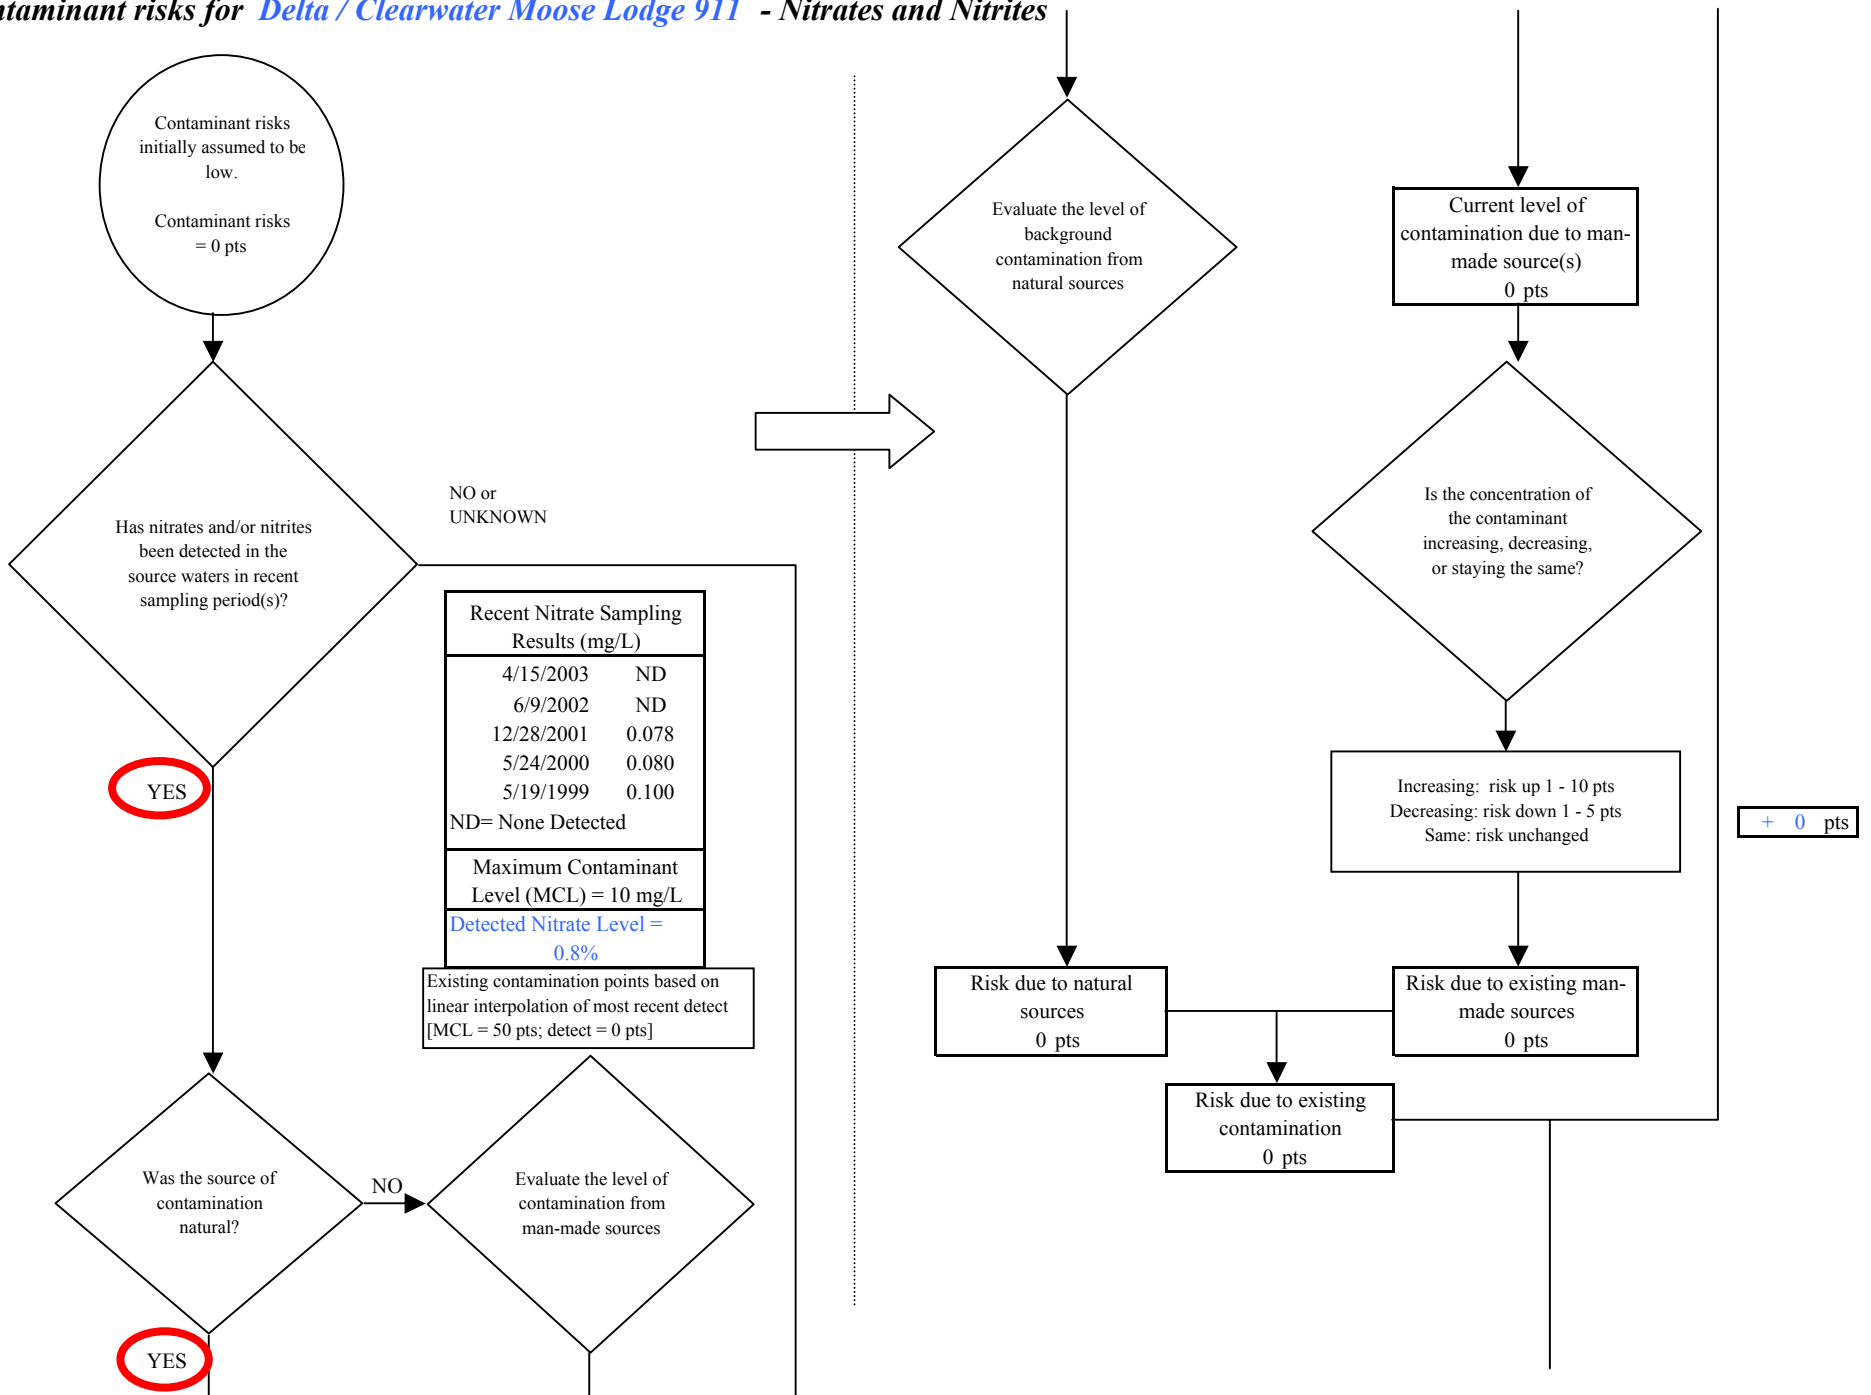 ntaminant risks for Delta / Clearwater Moose Lodge 911 - Nitrates and Nitrites
Contaminant risks
initially assumed to be
low.
Contaminant risks
= 0 pts
Has nitrates and/or nitrites
been detected in the
source waters in recent
sampling period(s)?
NO or
UNKNOWN
YES
Recent Nitrate Sampling
Results (mg/L)
4/15/2003 ND
6/9/2002 ND
12/28/2001 0.078
5/24/2000 0.080
5/19/1999 0.100
ND= None Detected
Maximum Contaminant
Level (MCL) = 10 mg/L
Detected Nitrate Level =
0.8%
Existing contamination points based on
linear interpolation of most recent detect
[MCL = 50 pts; detect = 0 pts]
Was the source of
contamination
natural?
NO
Evaluate the level of
contamination from
man-made sources
YES
Evaluate the level of
background
contamination from
natural sources
Current level of
contamination due to man-
made source(s)
0 pts
Is the concentration of
the contaminant
increasing, decreasing,
or staying the same?
Increasing: risk up 1 - 10 pts
Decreasing: risk down 1 - 5 pts
Same: risk unchanged
+ 0 pts
Risk due to natural
sources
0 pts
Risk due to existing man-
made sources
0 pts
Risk due to existing
contamination
0 pts